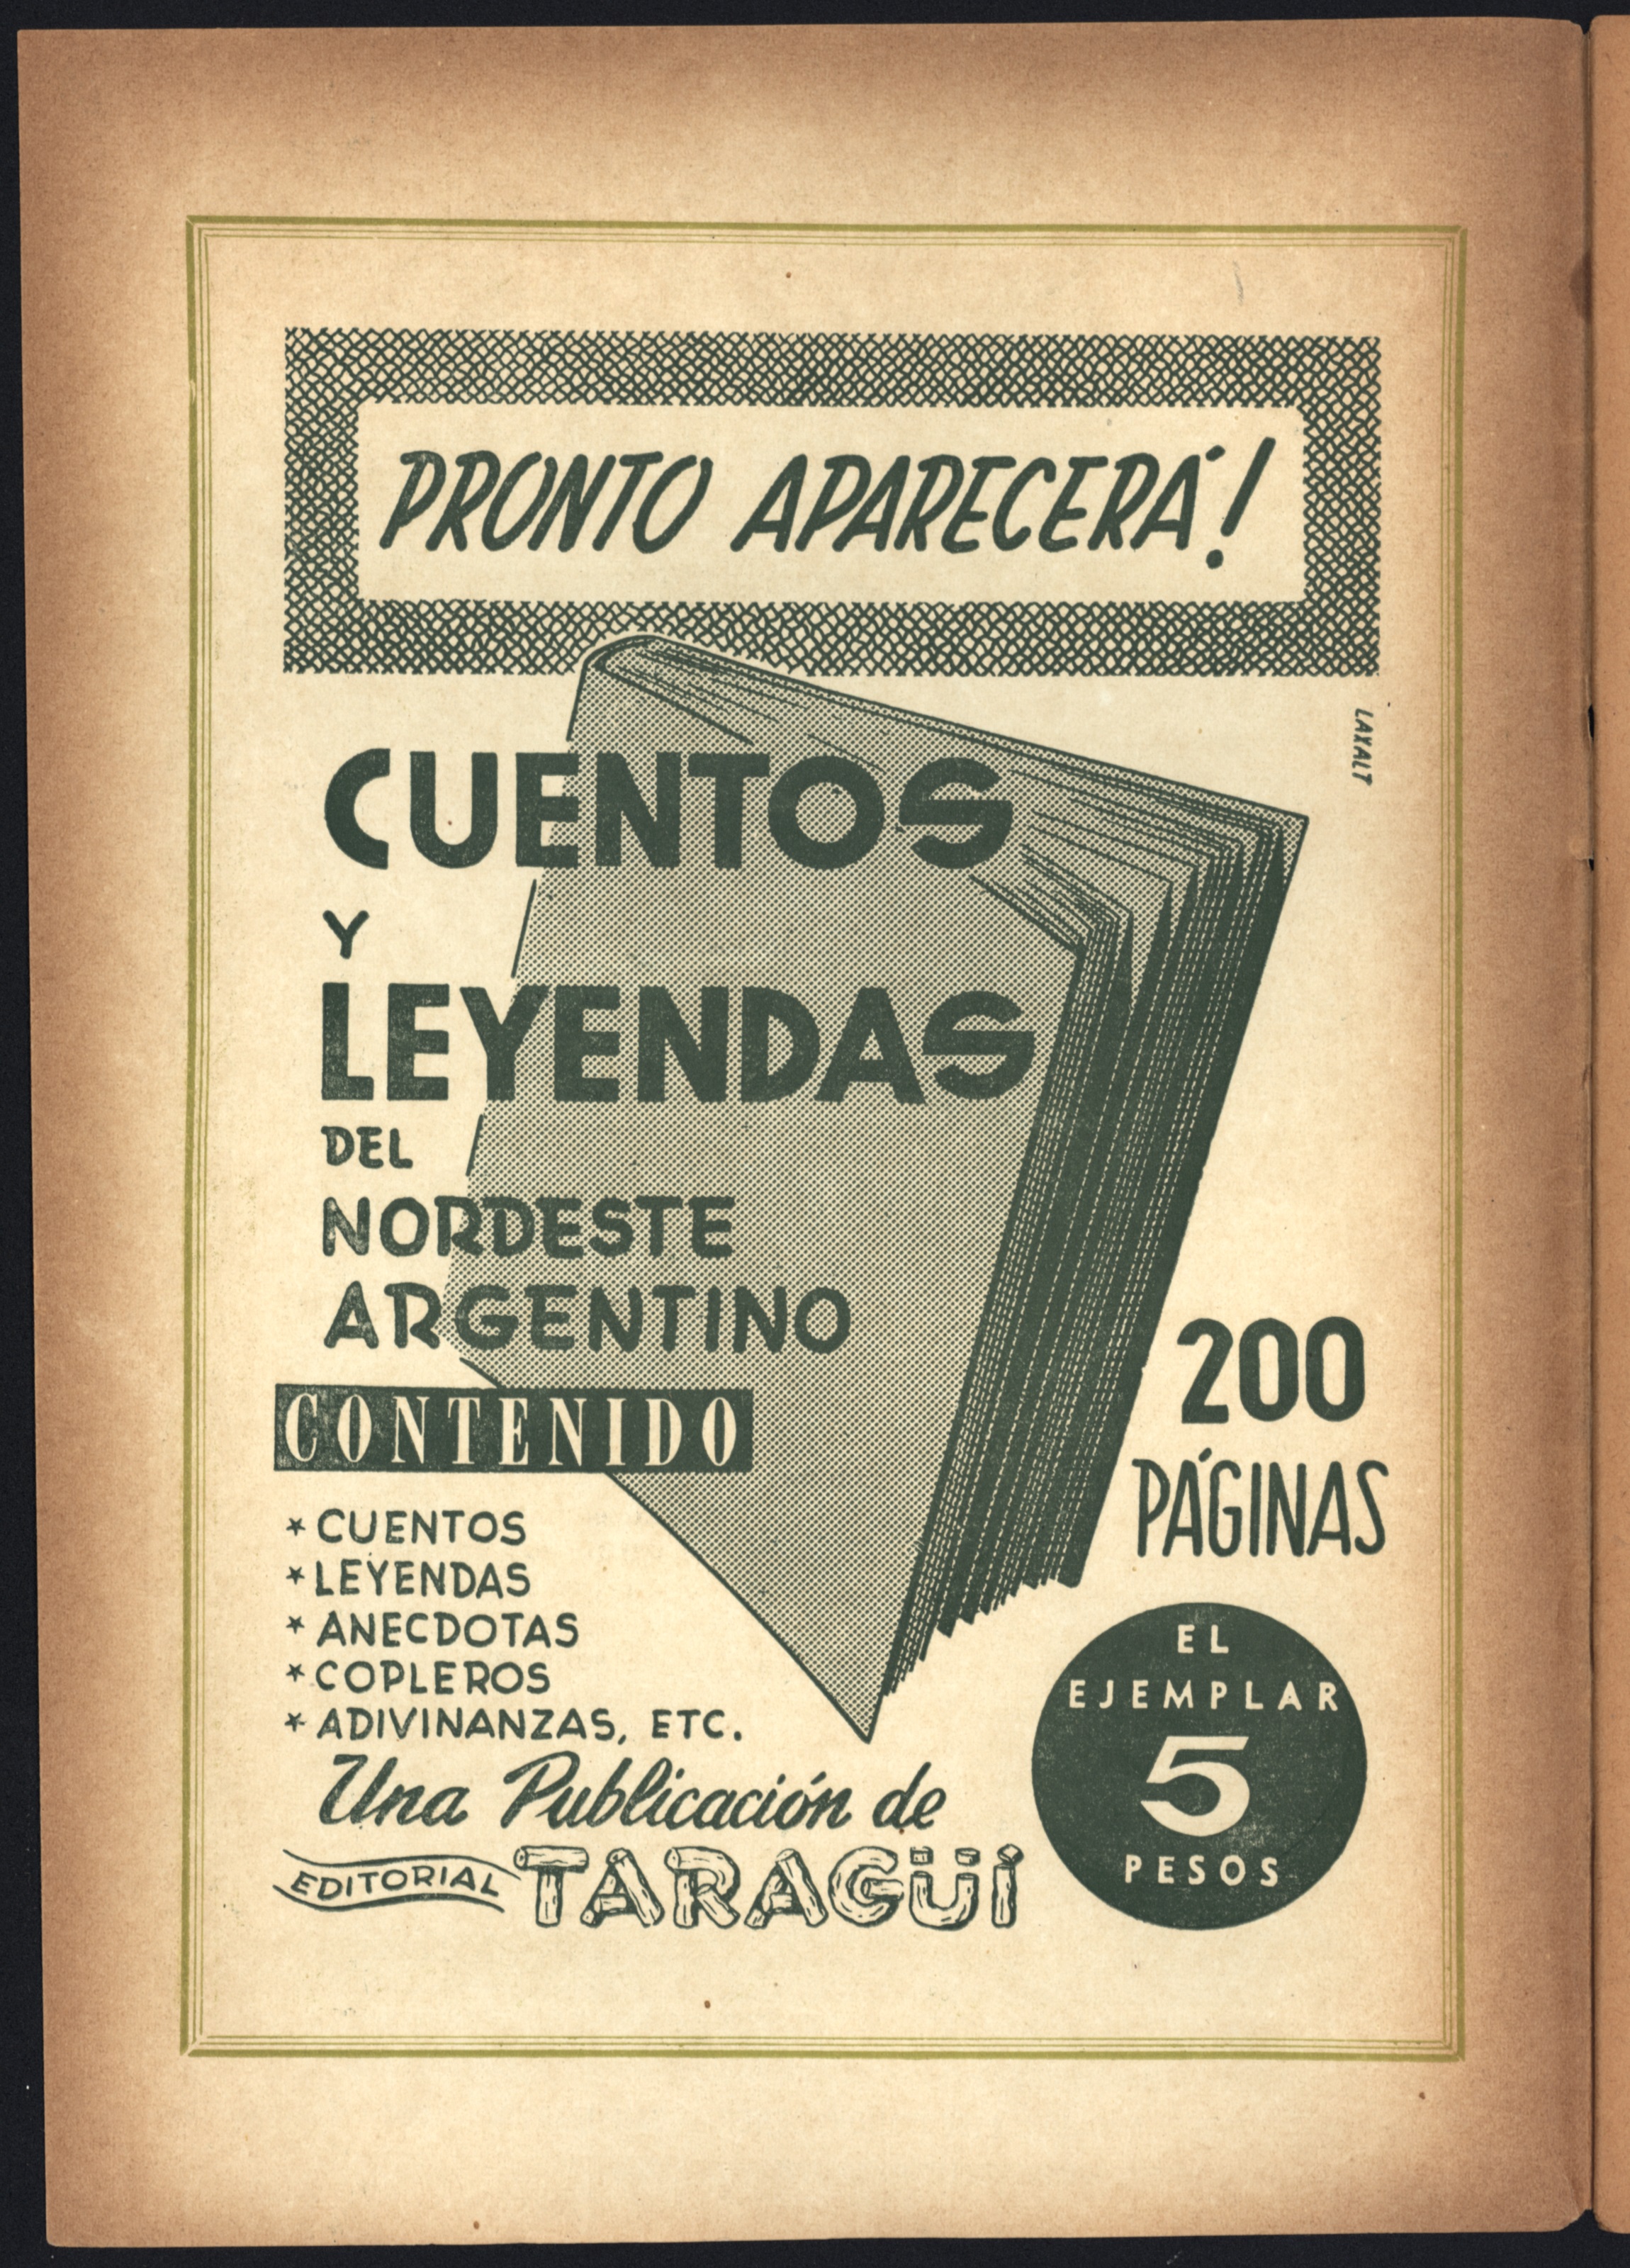 PRONTO APARECERÁ!
LAXALT
CUENTOS
Y
LEYENDAS
DEL
NORDESTE
ARGENTINO
CONTENIDO
* CUENTOS
* LEYENDAS
* ANECDOTAS
* COPLEROS
* ADIVINANZAS, ETC.
200
PÁGINAS
EL
EJEMPLAR
5
PESOS
Una Publicación de
EDITORIAL TARAGÜÍ